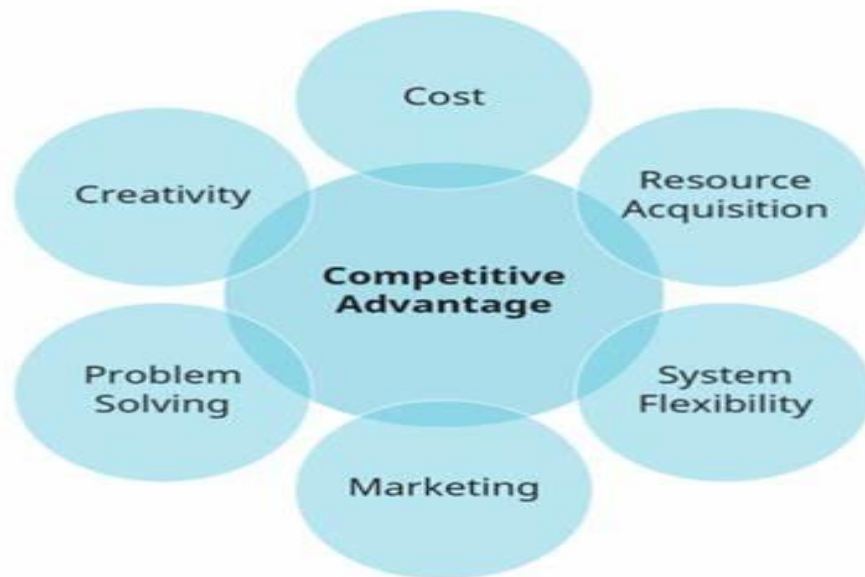 Cost
Resource
Acquisition
System
Flexibility
Marketing
Problem
Solving
Creativity
Competitive
Advantage